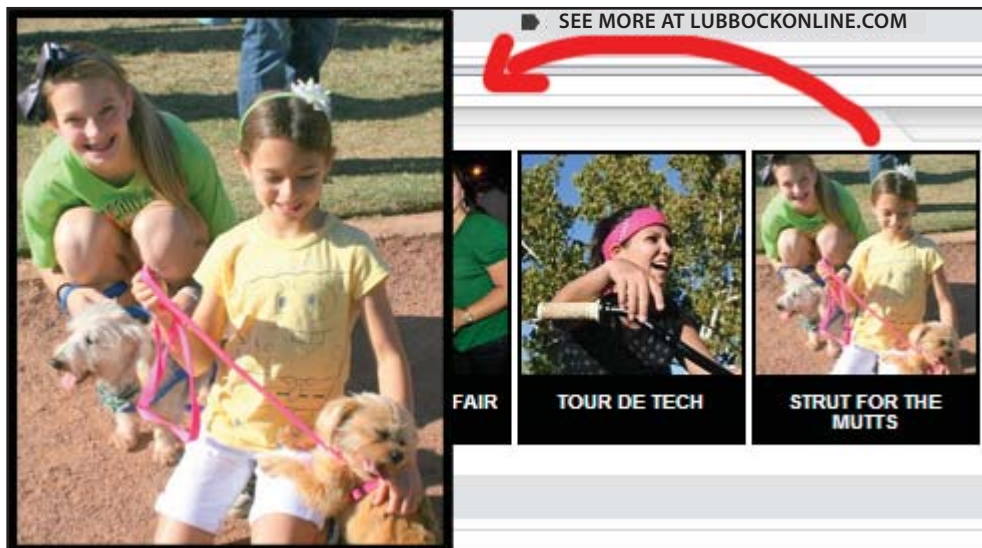 SEE MORE AT LUBBOCKONLINE.COM
FAIR
TOUR DE TECH
STRUT FOR THE
MUTTS